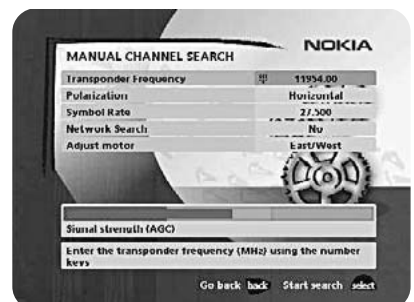 NOKIA
MANUAL CHANNEL SEARCH
Transponder Frequency 11954.00
Polarization Horizontal
Symbol Rate 27.500
Network Search No
Adjust motor East/West
Signal strength (AGC)
Enter the transponder frequency (MHz) using the number
keys
Go back back Start search select